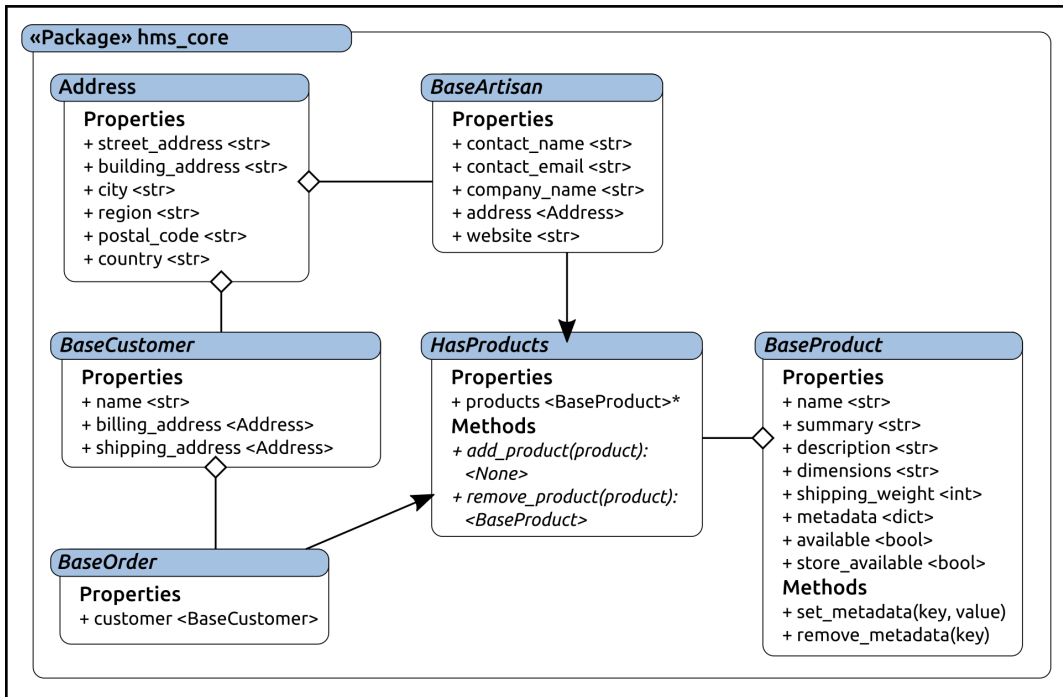 «Package» hms_core
Address
Properties
+ street_address <str>
+ building_address <str>
+ city <str>
+ region <str>
+ postal_code <str>
+ country <str>
BaseArtisan
Properties
+ contact_name <str>
+ contact_email <str>
+ company_name <str>
+ address <Address>
+ website <str>
BaseCustomer
Properties
+ name <str>
+ billing_address <Address>
+ shipping_address <Address>
HasProducts
Properties
+ products <BaseProduct>*
Methods
+ add_product(product):
<None>
+ remove_product(product):
<BaseProduct>
BaseProduct
Properties
+ name <str>
+ summary <str>
+ description <str>
+ dimensions <str>
+ shipping_weight <int>
+ metadata <dict>
+ available <bool>
+ store_available <bool>
Methods
+ set_metadata(key, value)
+ remove_metadata(key)
BaseOrder
Properties
+ customer <BaseCustomer>